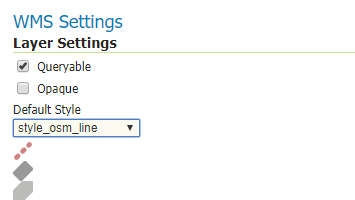 WMS Settings
Layer Settings
Queryable
Opaque
Default Style
style_osm_line